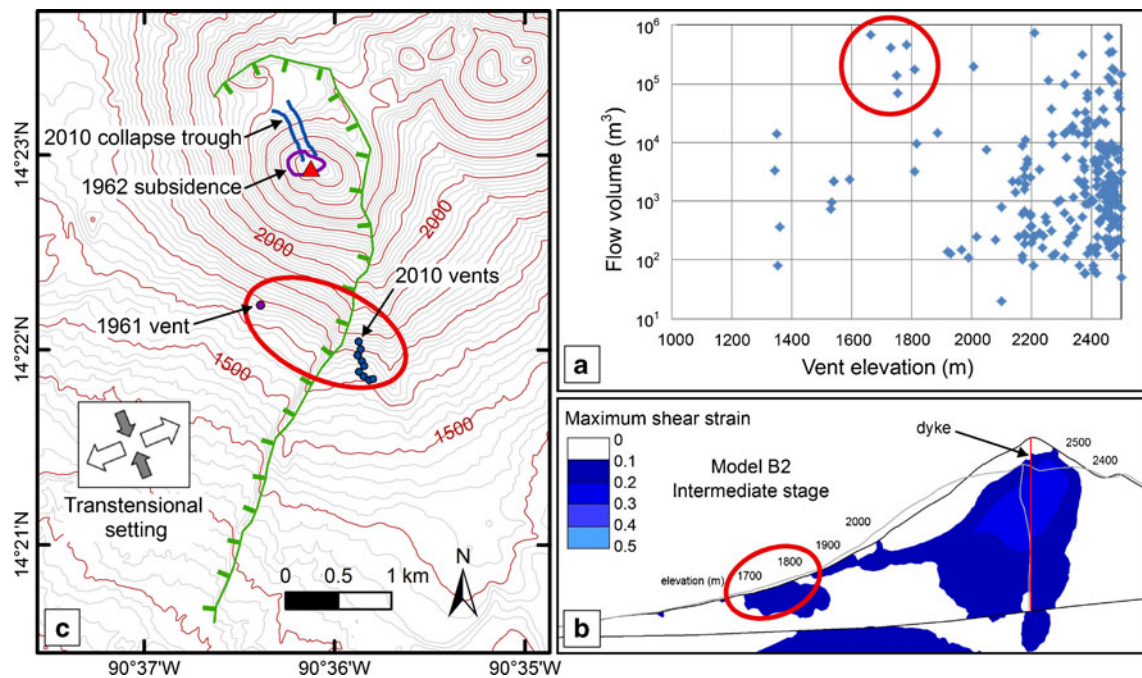 2010 collapse trough
1962 subsidence
2000
2000
2010 vents
1961 vent
1500
1500
Transtensional
setting
0 0.5 1 km
N
c
14°23'N
14°22'N
14°21'N
90°37'W 90°36'W 90°35'W
Flow volume (m³)
10⁶
10⁵
10⁴
10³
10²
10¹
1000 1200 1400 1600 1800 2000 2200 2400
Vent elevation (m)
a
Maximum shear strain
0
0.1
0.2
0.3
0.4
0.5
Model B2
Intermediate stage
dyke
2500
2400
2000
1900
1800
1700
elevation (m)
b